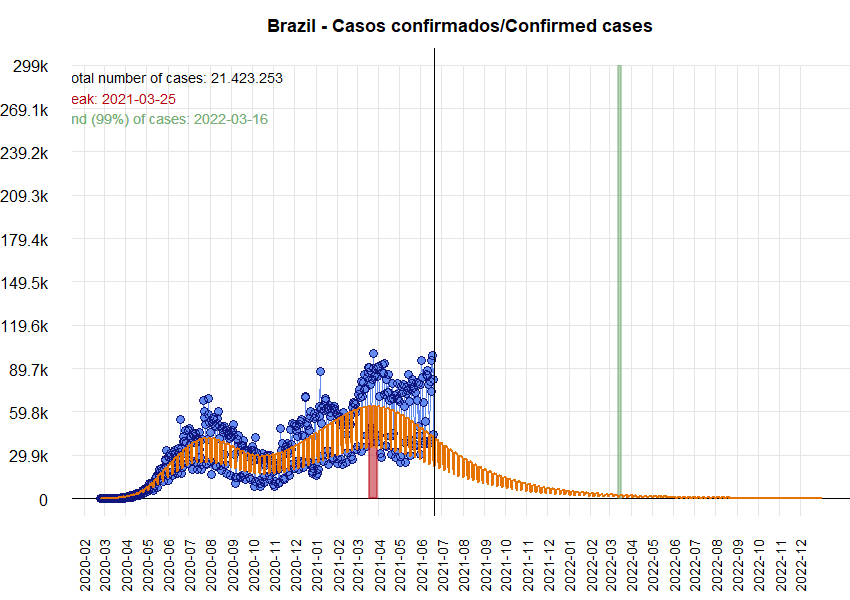 Brazil - Casos confirmados/Confirmed cases
299k
269.1k
239.2k
209.3k
179.4k
149.5k
119.6k
89.7k
59.8k
29.9k
0
otal number of cases: 21.423.253
eak: 2021-03-25
nd (99%) of cases: 2022-03-16
2020-02
2020-03
2020-04
2020-05
2020-06
2020-07
2020-08
2020-09
2020-10
2020-11
2020-12
2021-01
2021-02
2021-03
2021-04
2021-05
2021-06
2021-07
2021-08
2021-09
2021-10
2021-11
2021-12
2022-01
2022-02
2022-03
2022-04
2022-05
2022-06
2022-07
2022-08
2022-09
2022-10
2022-11
2022-12